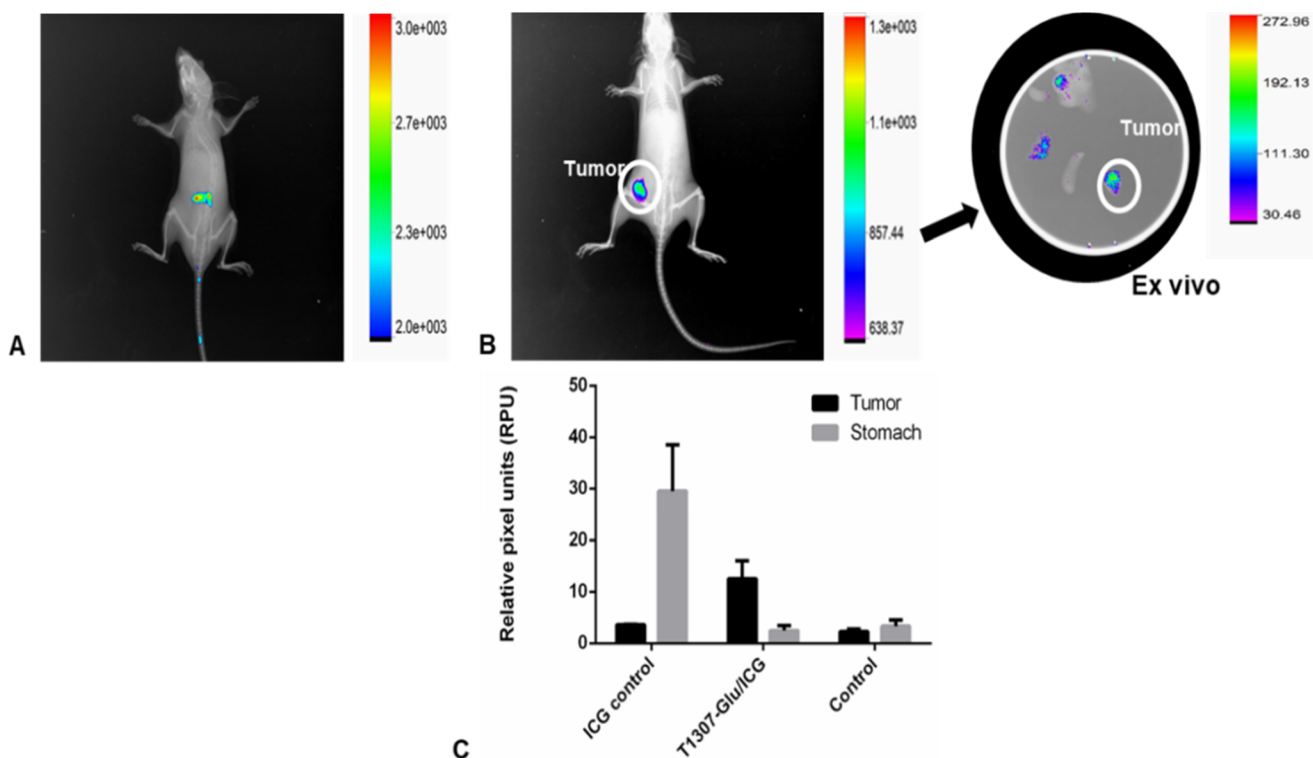 3.0e+003
2.7e+003
2.3e+003
2.0e+003
A
1.3e+003
1.1e+003
857.44
638.37
Tumor
B
272.96
192.13
111.30
30.46
Tumor
Ex vivo
Relative pixel units (RPU)
50
40
30
20
10
0
Tumor
Stomach
ICG control
T1307-Glu/ICG
Control
C